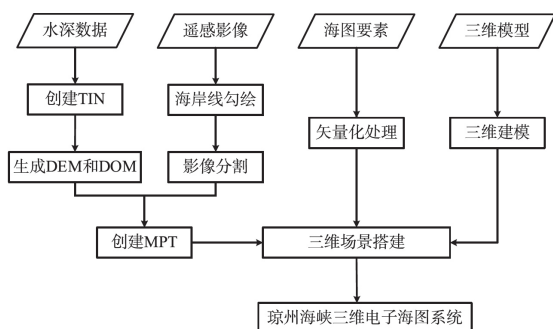 水深数据
遥感影像
海图要素
三维模型
创建TIN
海岸线勾绘
矢量化处理
三维建模
生成DEM和DOM
影像分割
创建MPT
三维场景搭建
琼州海峡三维电子海图系统